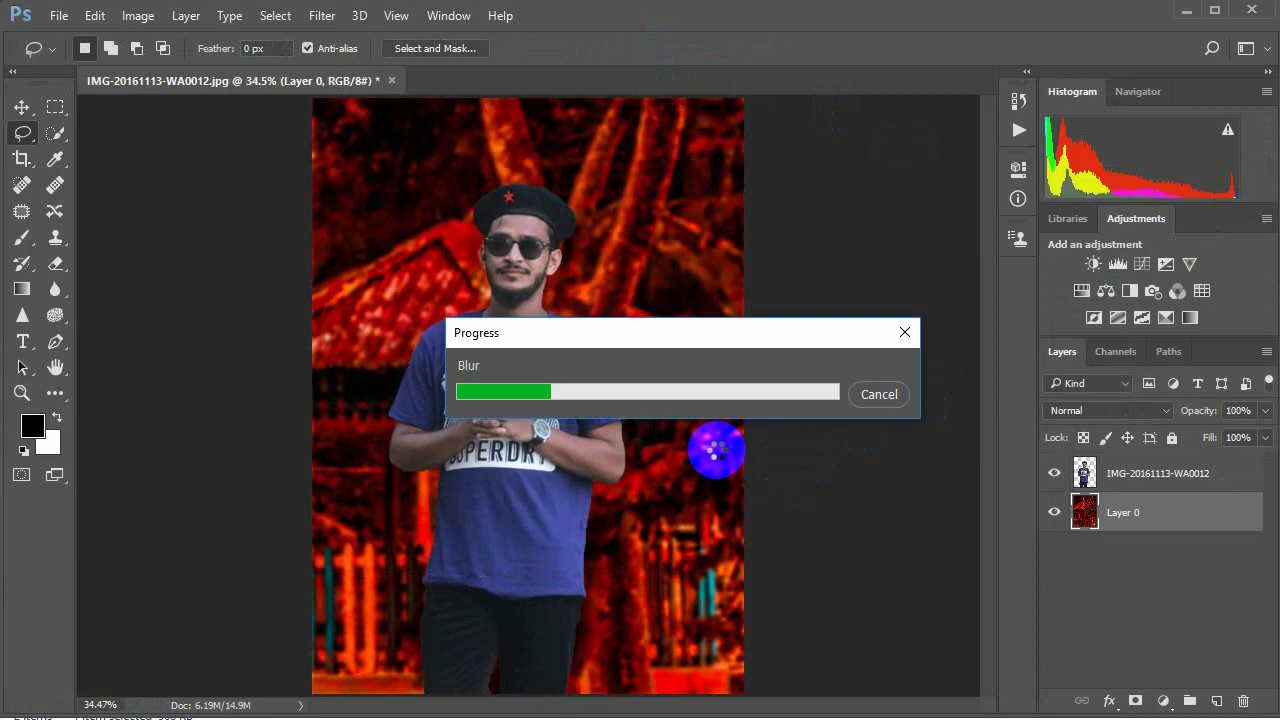 Ps File Edit Image Layer Type Select Filter 3D View Window Help
Feather: 0 px Anti-alias Select and Mask...
IMG-20161113-WA0012.jpg @ 34.5% (Layer 0, RGB/8#) *
Histogram Navigator
Libraries Adjustments
Add an adjustment
Progress
Blur
Cancel
SUPERDRY
Layers Channels Paths
Kind
Normal Opacity: 100%
Lock: Fill: 100%
IMG-20161113-WA0012
Layer 0
34.47% Doc: 6.19M/14.9M